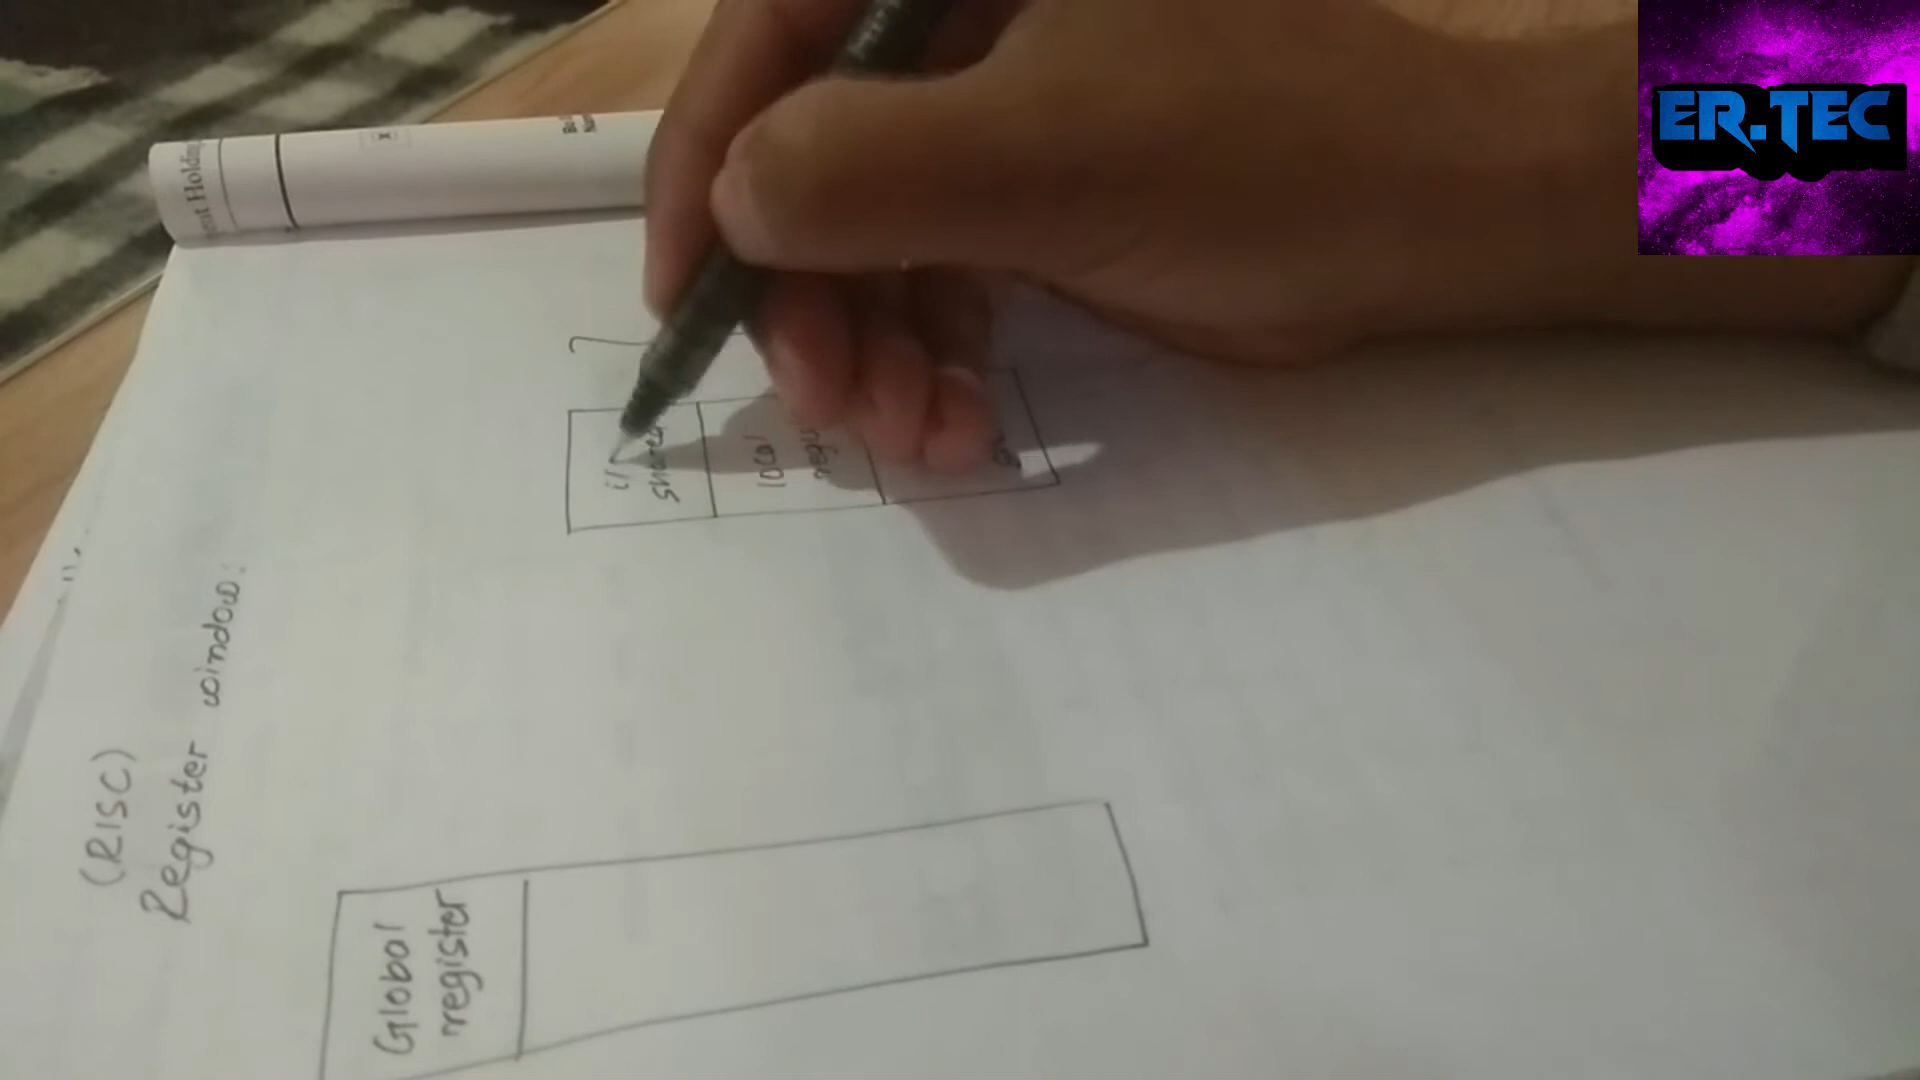 ER.TEC
(RISC)
Register window:
Global
register
i/
shared
local